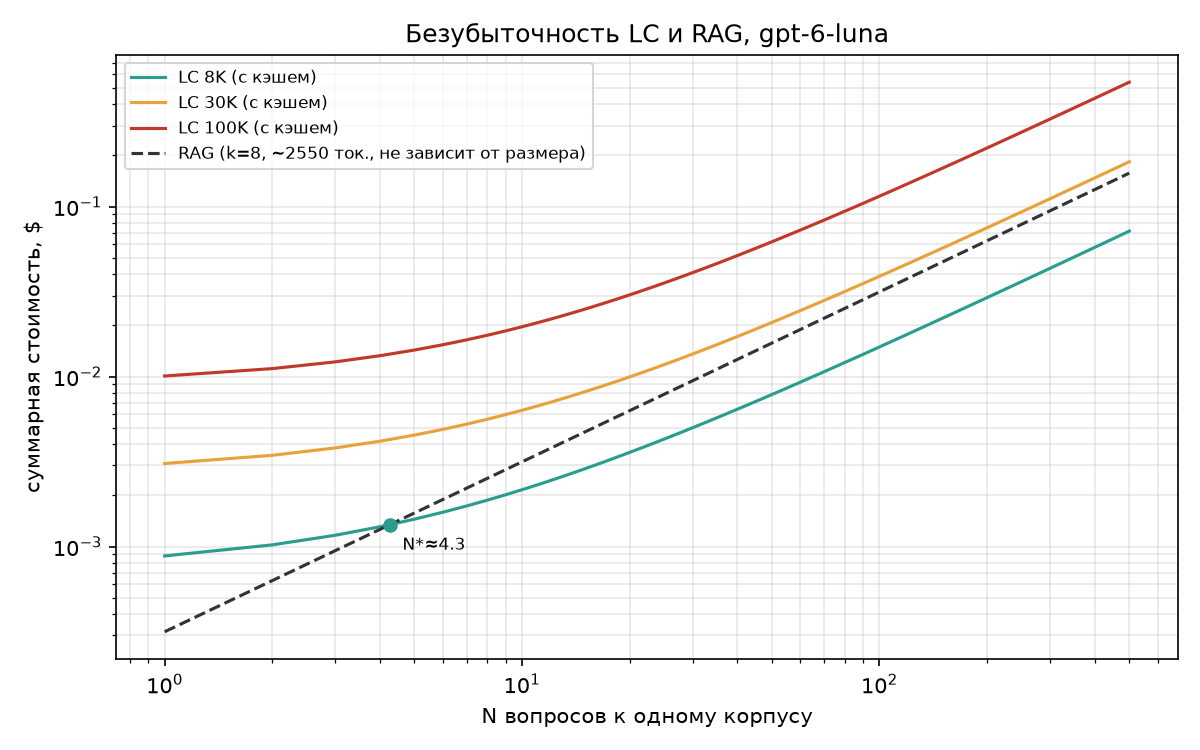 Безубыточность LC и RAG, gpt-6-luna
LC 8K (с кэшем)
LC 30K (с кэшем)
LC 100K (с кэшем)
RAG (k=8, ~2550 ток., не зависит от размера)
суммарная стоимость, $
10⁻¹
10⁻²
10⁻³
N*≈4.3
10⁰ 10¹ 10²
N вопросов к одному корпусу